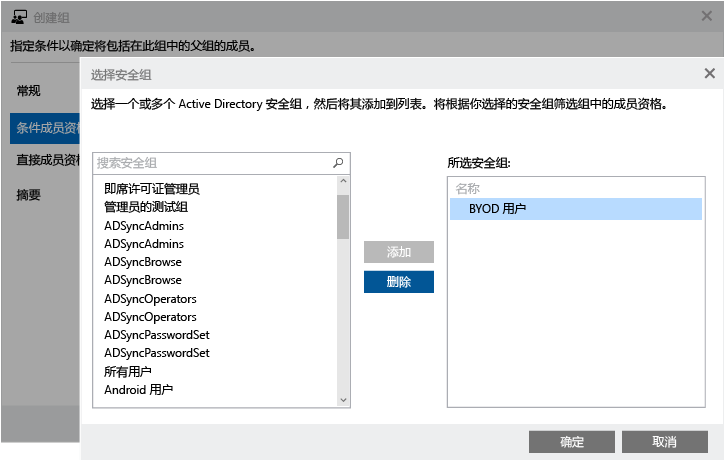 创建组
指定条件以确定将包括在此组中的父组的成员。
常规
条件成员资格
直接成员资格
摘要
选择安全组
选择一个或多个 Active Directory 安全组，然后将其添加到列表。将根据你选择的安全组筛选组中的成员资格。
搜索安全组
即席许可证管理员
管理员的测试组
ADSyncAdmins
ADSyncAdmins
ADSyncBrowse
ADSyncBrowse
ADSyncOperators
ADSyncOperators
ADSyncPasswordSet
ADSyncPasswordSet
所有用户
Android 用户
添加
删除
所选安全组:
名称
BYOD 用户
确定
取消